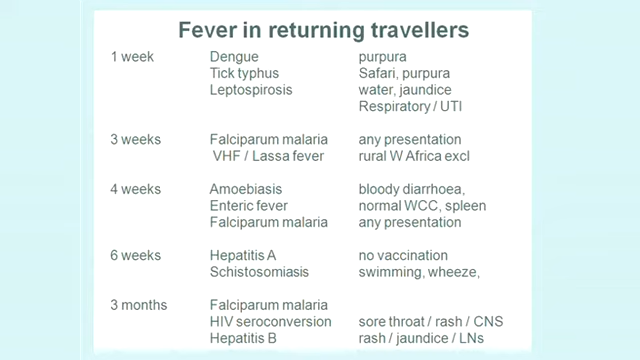 Fever in returning travellers
1 week Dengue purpura
Tick typhus Safari, purpura
Leptospirosis water, jaundice
Respiratory / UTI
3 weeks Falciparum malaria any presentation
VHF / Lassa fever rural W Africa excl
4 weeks Amoebiasis bloody diarrhoea,
Enteric fever normal WCC, spleen
Falciparum malaria any presentation
6 weeks Hepatitis A no vaccination
Schistosomiasis swimming, wheeze,
3 months Falciparum malaria
HIV seroconversion sore throat / rash / CNS
Hepatitis B rash / jaundice / LNs